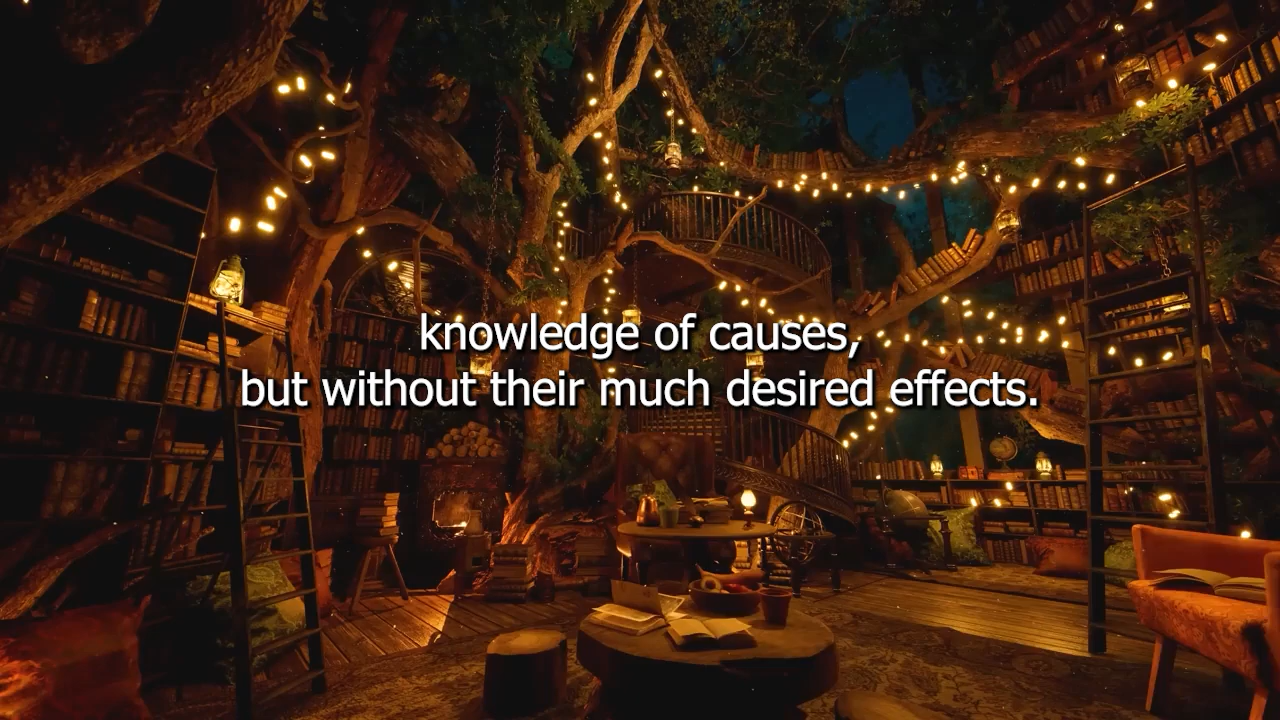 knowledge of causes,
but without their much desired effects.